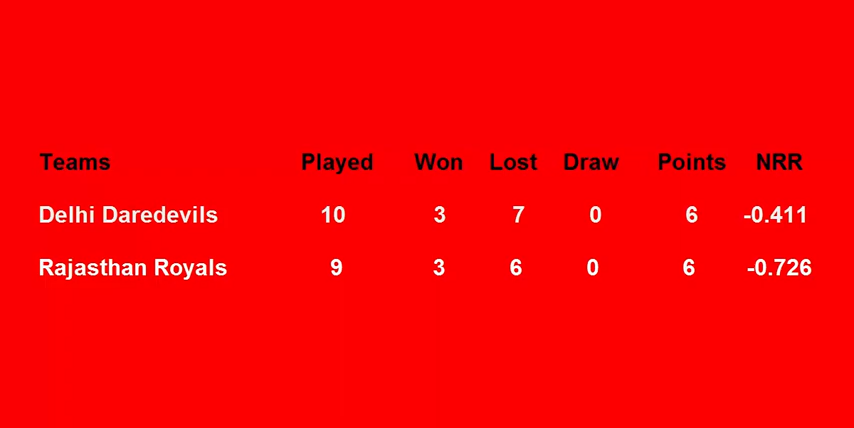 Teams Played Won Lost Draw Points NRR
Delhi Daredevils 10 3 7 0 6 -0.411
Rajasthan Royals 9 3 6 0 6 -0.726